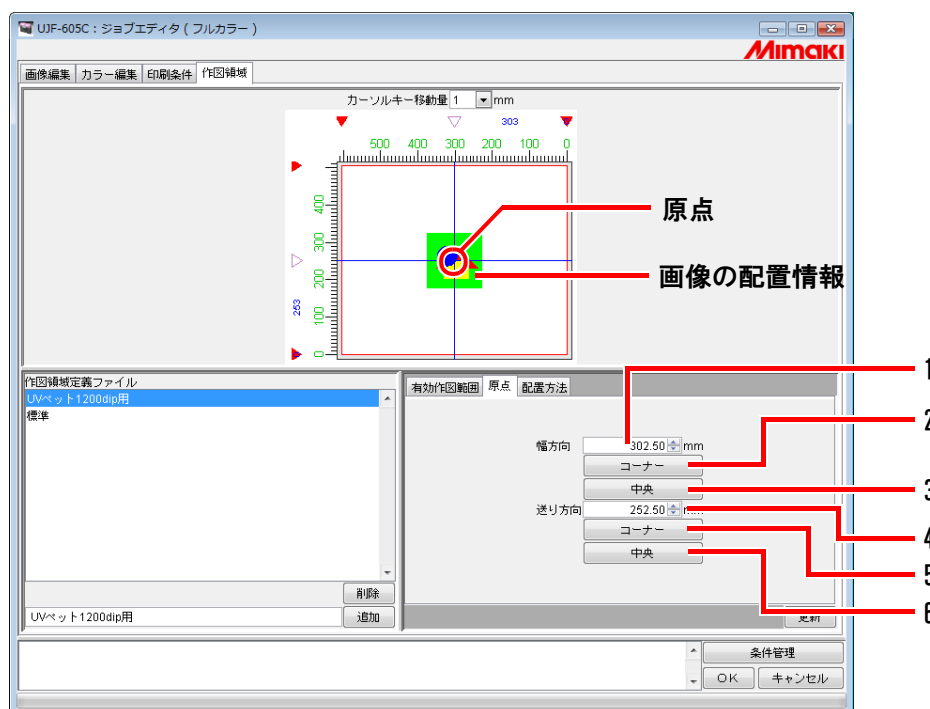 UJF-605C：ジョブエディタ ( フルカラー )
Mimaki
画像編集 カラー編集 印刷条件 作図領域
カーソルキー移動量 1 mm
303
500 400 300 200 100 0
400
300
200
100
0
253
原点
画像の配置情報
作図領域定義ファイル
UVペット1200dip用
標準
削除
UVペット1200dip用 追加
有効作図範囲 原点 配置方法
幅方向 302.50 mm
コーナー
中央
送り方向 252.50
コーナー
中央
更新
1
2
3
4
5
6
条件管理
OK キャンセル